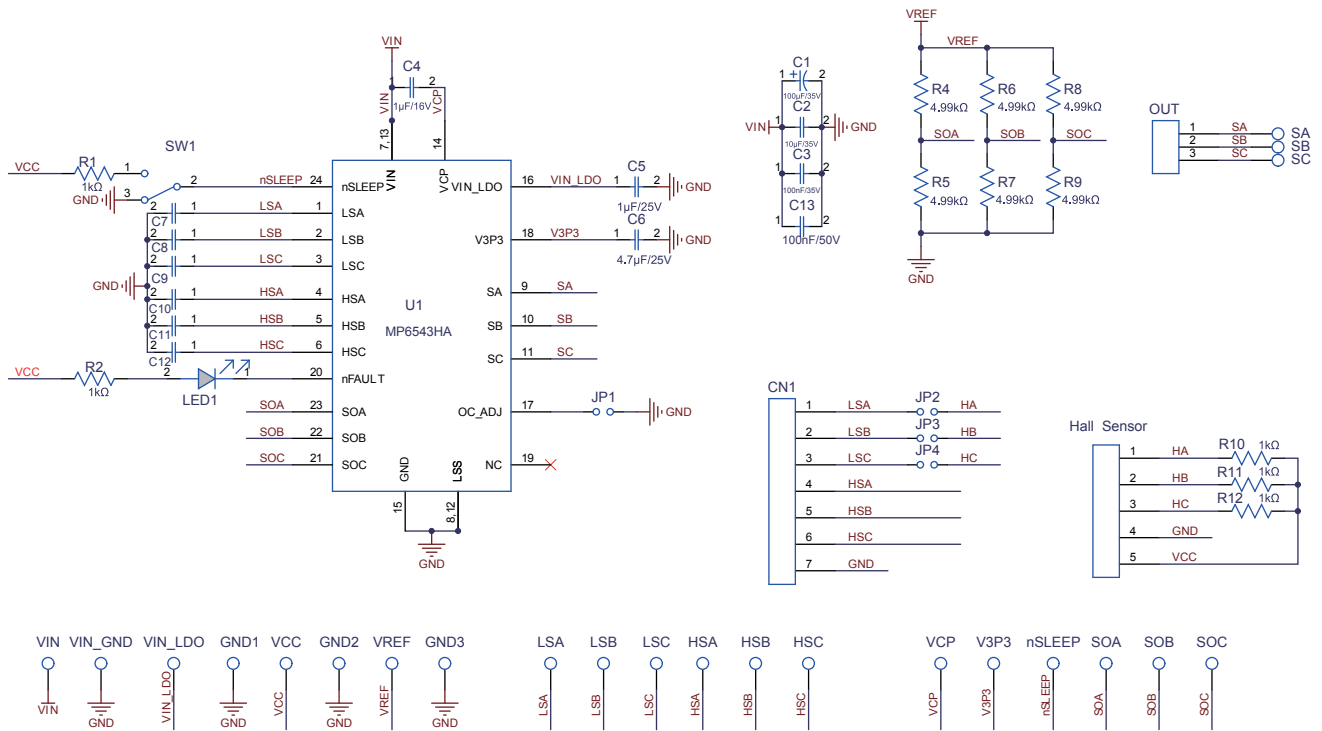 VIN
C4
1 2
1µF/16V
VIN
VCP
7, 13
14
VIN
VCP
SW1
VCC
R1
1kΩ
1
2
3
GND
nSLEEP
24
nSLEEP
2 C7 1 LSA 1 LSA
2 C8 1 LSB 2 LSB
2 C9 1 LSC 3 LSC
GND
2 C10 1 HSA 4 HSA
2 C11 1 HSB 5 HSB
2 C12 1 HSC 6 HSC
VCC
R2
1kΩ
2
LED1
1
20
nFAULT
SOA 23 SOA
SOB 22 SOB
SOC 21 SOC
U1
MP6543HA
VIN_LDO 16 VIN_LDO
C5
1 2
1µF/25V
GND
V3P3 18 V3P3
C6
1 2
4.7µF/25V
GND
SA 9 SA
SB 10 SB
SC 11 SC
OC_ADJ 17
JP1
GND
NC 19
GND
LSS
15
8, 12
GND
C1
1 + 2
100µF/35V
C2
VIN 1 2 GND
10µF/35V
C3
1 2
100nF/35V
C13
1 2
100nF/50V
VREF
VREF
R4
4.99kΩ
R6
4.99kΩ
R8
4.99kΩ
SOA
SOB
SOC
R5
4.99kΩ
R7
4.99kΩ
R9
4.99kΩ
GND
OUT
1 SA SA
2 SB SB
3 SC SC
CN1
1 LSA JP2 HA
2 LSB JP3 HB
3 LSC JP4 HC
4 HSA
5 HSB
6 HSC
7 GND
Hall Sensor
1 HA R10 1kΩ
2 HB R11 1kΩ
3 HC R12 1kΩ
4 GND
5 VCC
VIN VIN_GND VIN_LDO GND1 VCC GND2 VREF GND3 LSA LSB LSC HSA HSB HSC VCP V3P3 nSLEEP SOA SOB SOC
VIN GND VIN_LDO GND VCC GND VREF GND LSA LSB LSC HSA HSB HSC VCP V3P3 nSLEEP SOA SOB SOC